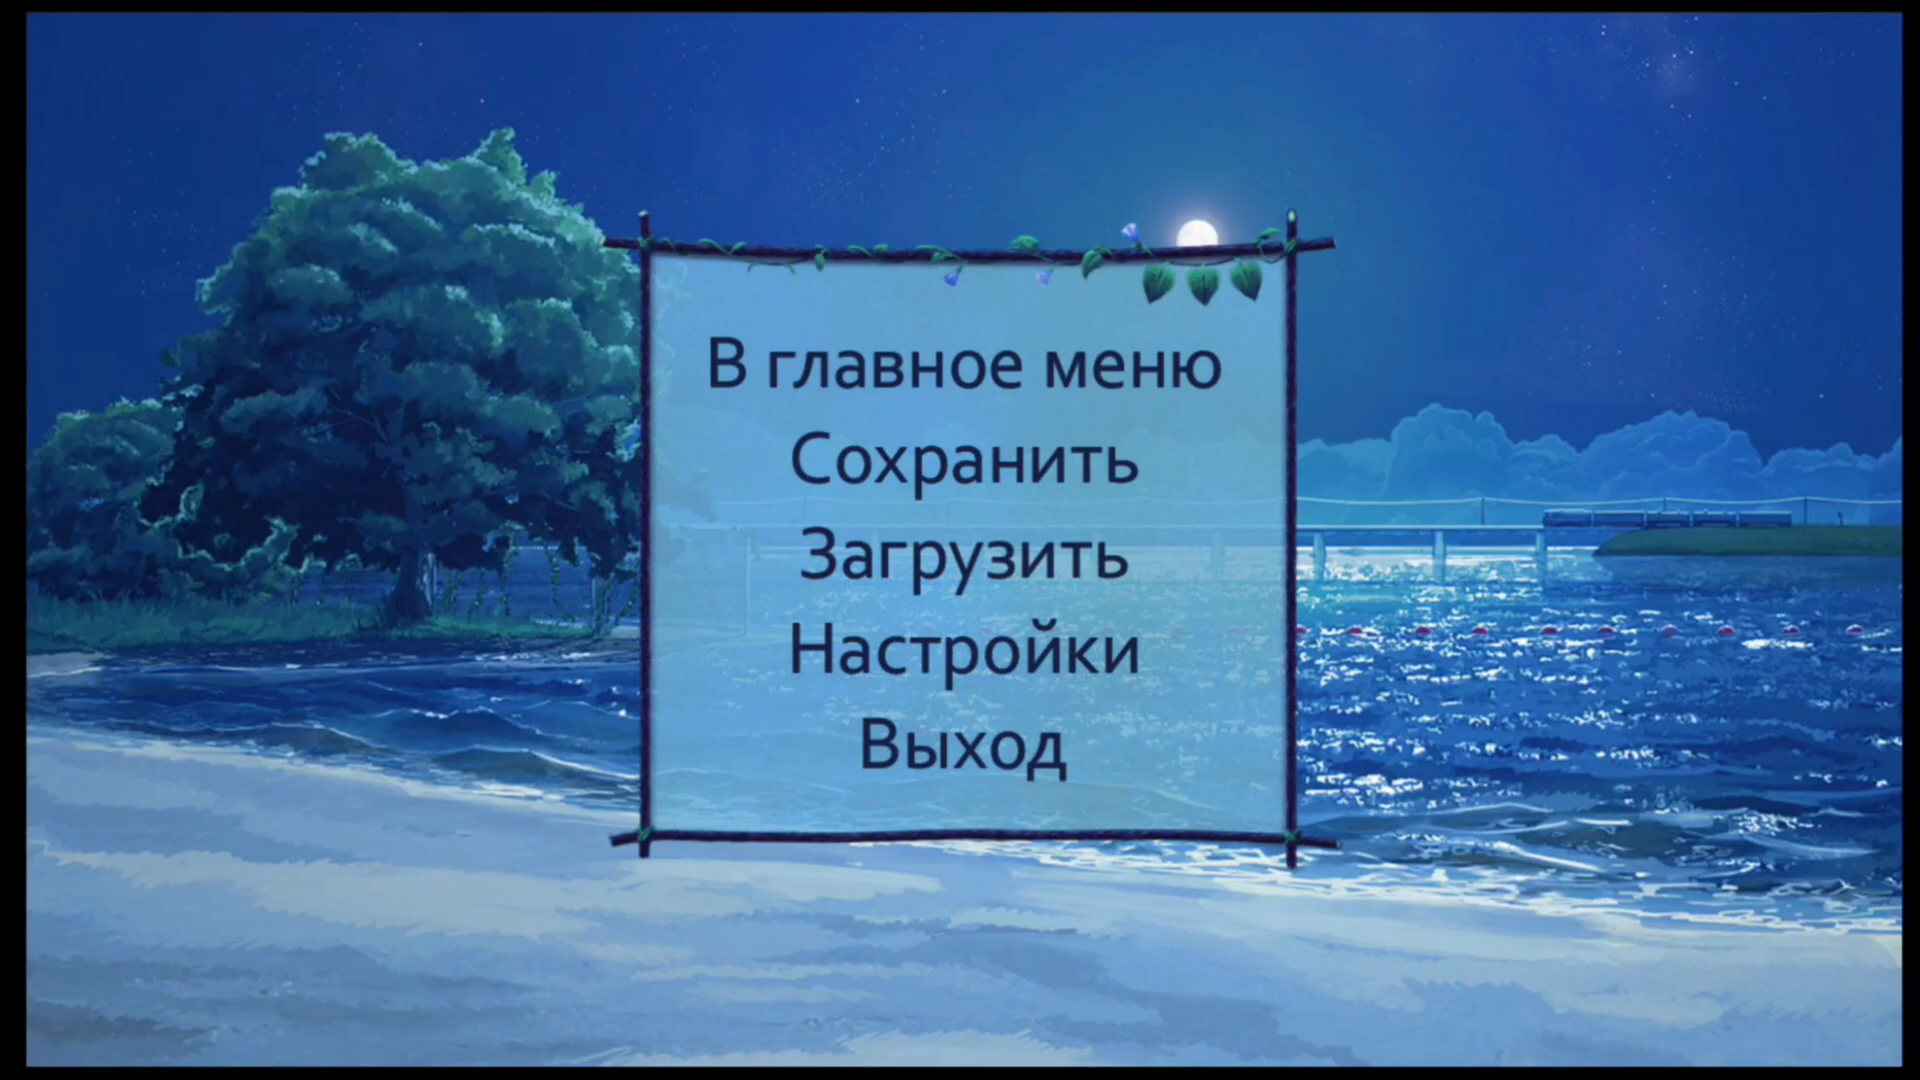 В главное меню
Сохранить
Загрузить
Настройки
Выход